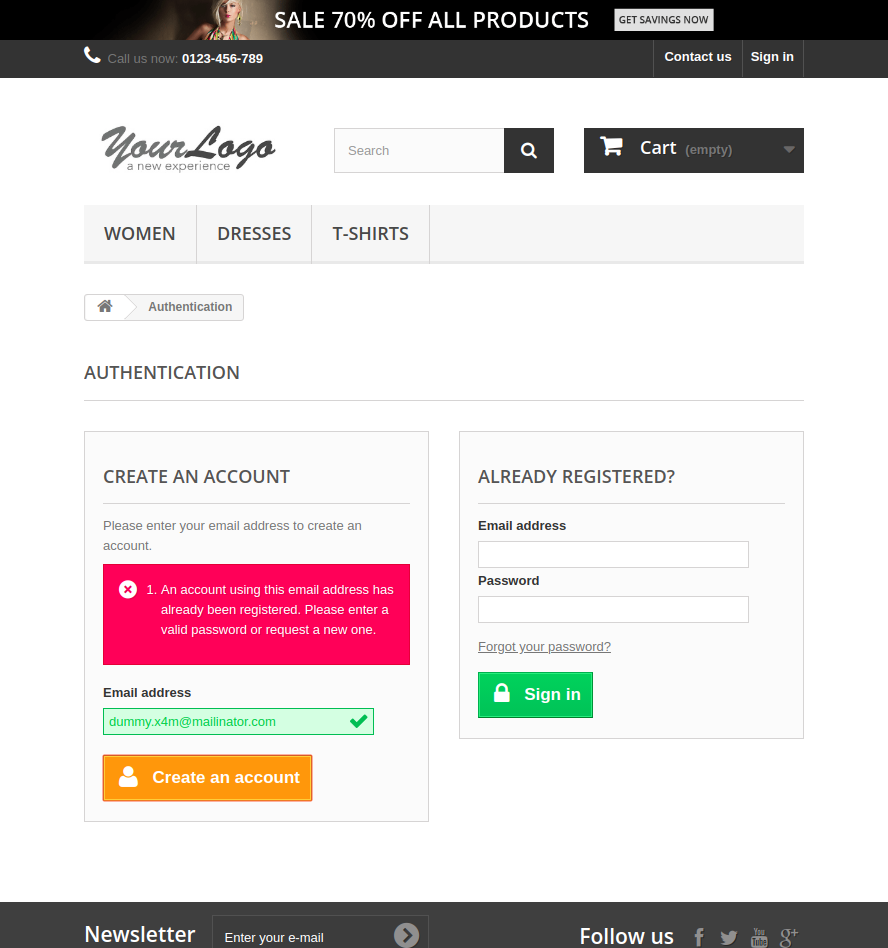 SALE 70% OFF ALL PRODUCTS GET SAVINGS NOW
Call us now: 0123-456-789 Contact us Sign in
YourLogo
a new experience
Search
Cart (empty)
WOMEN DRESSES T-SHIRTS
Authentication
AUTHENTICATION
CREATE AN ACCOUNT
Please enter your email address to create an
account.
1. An account using this email address has
already been registered. Please enter a
valid password or request a new one.
Email address
dummy.x4m@mailinator.com
Create an account
ALREADY REGISTERED?
Email address
Password
Forgot your password?
Sign in
Newsletter Enter your e-mail Follow us
You
Tube
g+